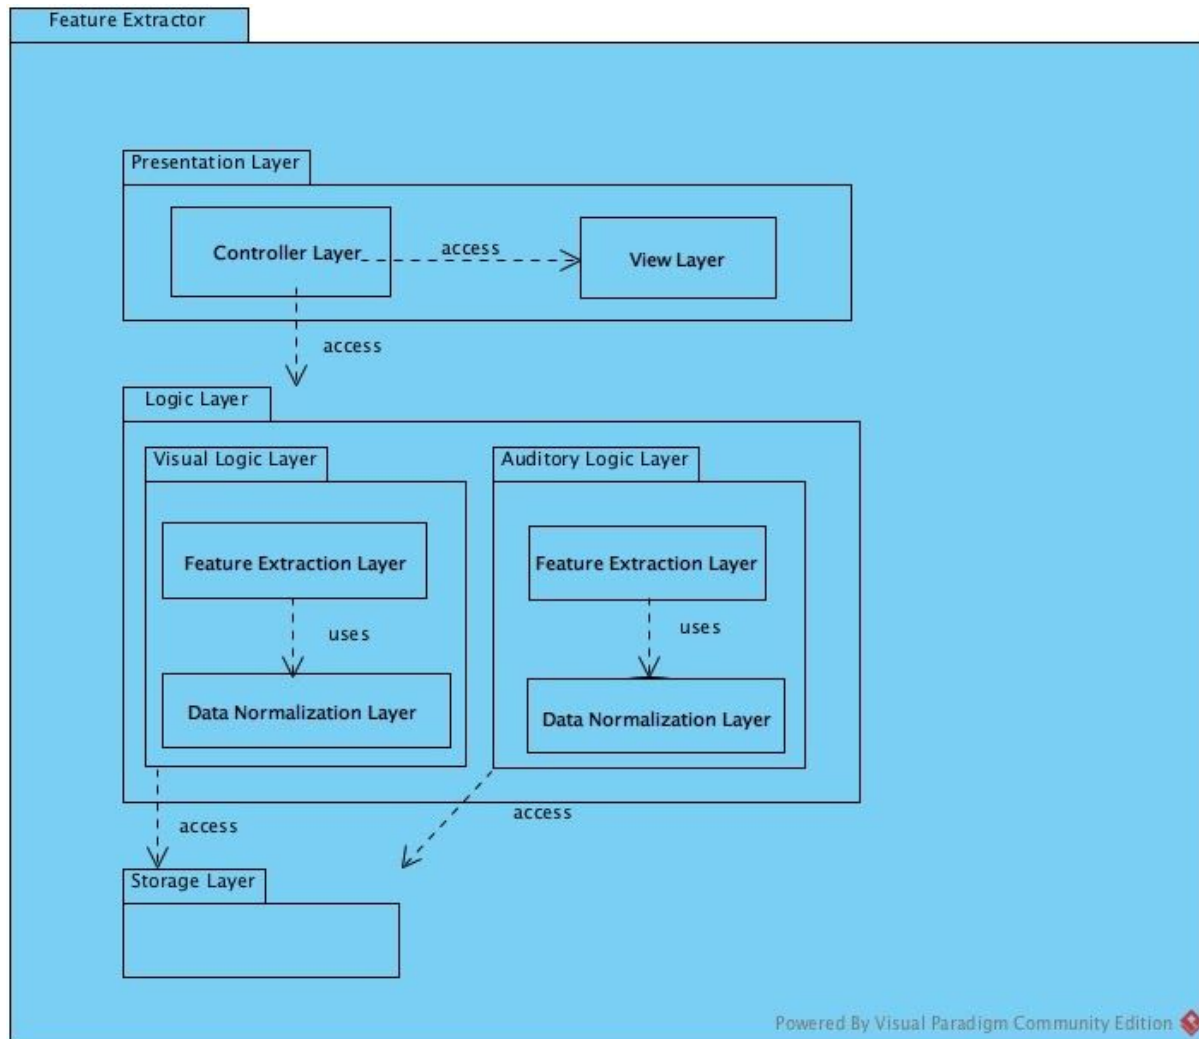 Feature Extractor
Presentation Layer
Controller Layer
access
View Layer
access
Logic Layer
Visual Logic Layer
Auditory Logic Layer
Feature Extraction Layer
Feature Extraction Layer
uses
uses
Data Normalization Layer
Data Normalization Layer
access
access
Storage Layer
Powered By Visual Paradigm Community Edition